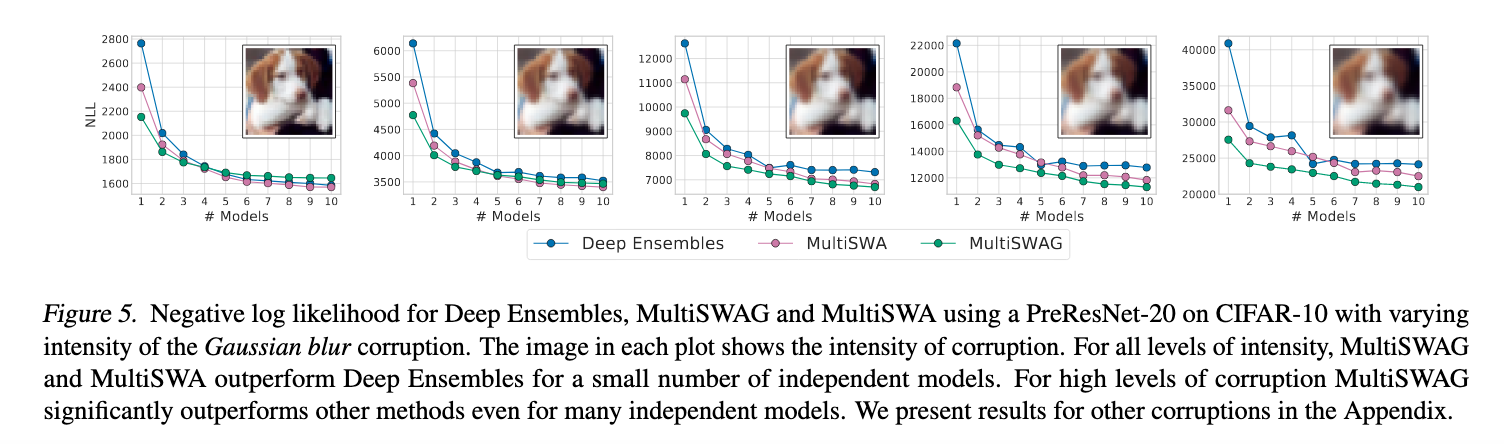 2800
2600
2400
2200
2000
1800
1600
NLL
1 2 3 4 5 6 7 8 9 10
# Models
6000
5500
5000
4500
4000
3500
1 2 3 4 5 6 7 8 9 10
# Models
12000
11000
10000
9000
8000
7000
1 2 3 4 5 6 7 8 9 10
# Models
22000
20000
18000
16000
14000
12000
1 2 3 4 5 6 7 8 9 10
# Models
40000
35000
30000
25000
20000
1 2 3 4 5 6 7 8 9 10
# Models
Deep Ensembles MultiSWA MultiSWAG
Figure 5. Negative log likelihood for Deep Ensembles, MultiSWAG and MultiSWA using a PreResNet-20 on CIFAR-10 with varying
intensity of the Gaussian blur corruption. The image in each plot shows the intensity of corruption. For all levels of intensity, MultiSWAG
and MultiSWA outperform Deep Ensembles for a small number of independent models. For high levels of corruption MultiSWAG
significantly outperforms other methods even for many independent models. We present results for other corruptions in the Appendix.